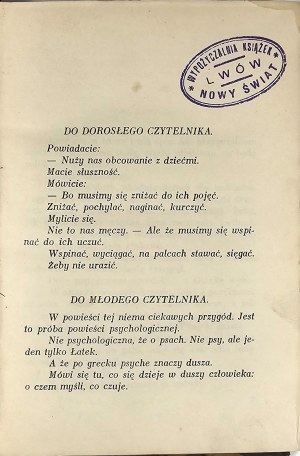 WYPOŻYCZALNIA KSIĄŻEK
LWÓW
NOWY ŚWIAT
DO DOROSŁEGO CZYTELNIKA.
Powiadacie:
— Nuży nas obcowanie z dziećmi.
Macie słuszność.
Mówicie:
— Bo musimy się zniżać do ich pojęć.
Zniżać, pochylać, naginać, kurczyć.
Mylicie się.
Nie to nas męczy. — Ale że musimy się wspi-
nać do ich uczuć.
Wspinać, wyciągać, na palcach stawać, sięgać.
Żeby nie urazić.
DO MŁODEGO CZYTELNIKA.
W powieści tej niema ciekawych przygód. Jest
to próba powieści psychologicznej.
Nie psychologiczna, że o psach. Nie psy, ale je-
den tylko Łatek.
A że po grecku psyche znaczy dusza.
Mówi się tu, co się dzieje w duszy człowieka:
o czem myśli, co czuje.